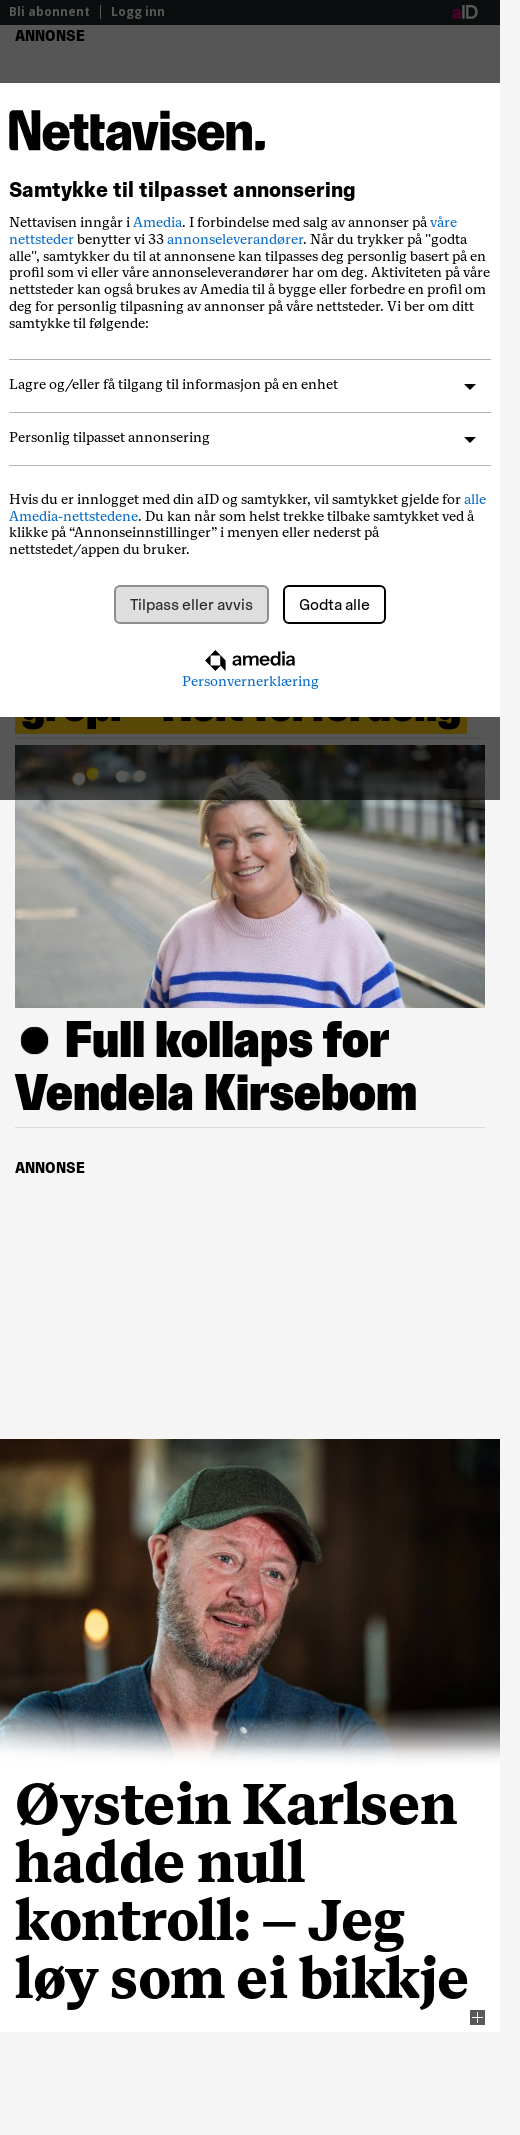 Bli abonnent | Logg inn aID
ANNONSE
Nettavisen.
Samtykke til tilpasset annonsering
Nettavisen inngår i Amedia. I forbindelse med salg av annonser på våre
nettsteder benytter vi 33 annonseleverandører. Når du trykker på "godta
alle", samtykker du til at annonsene kan tilpasses deg personlig basert på en
profil som vi eller våre annonseleverandører har om deg. Aktiviteten på våre
nettsteder kan også brukes av Amedia til å bygge eller forbedre en profil om
deg for personlig tilpasning av annonser på våre nettsteder. Vi ber om ditt
samtykke til følgende:
Lagre og/eller få tilgang til informasjon på en enhet
Personlig tilpasset annonsering
Hvis du er innlogget med din aID og samtykker, vil samtykket gjelde for alle
Amedia-nettstedene. Du kan når som helst trekke tilbake samtykket ved å
klikke på “Annonseinnstillinger” i menyen eller nederst på
nettstedet/appen du bruker.
Tilpass eller avvis Godta alle
amedia
Personvernerklæring
● Full kollaps for
Vendela Kirsebom
ANNONSE
Øystein Karlsen
hadde null
kontroll: – Jeg
løy som ei bikkje